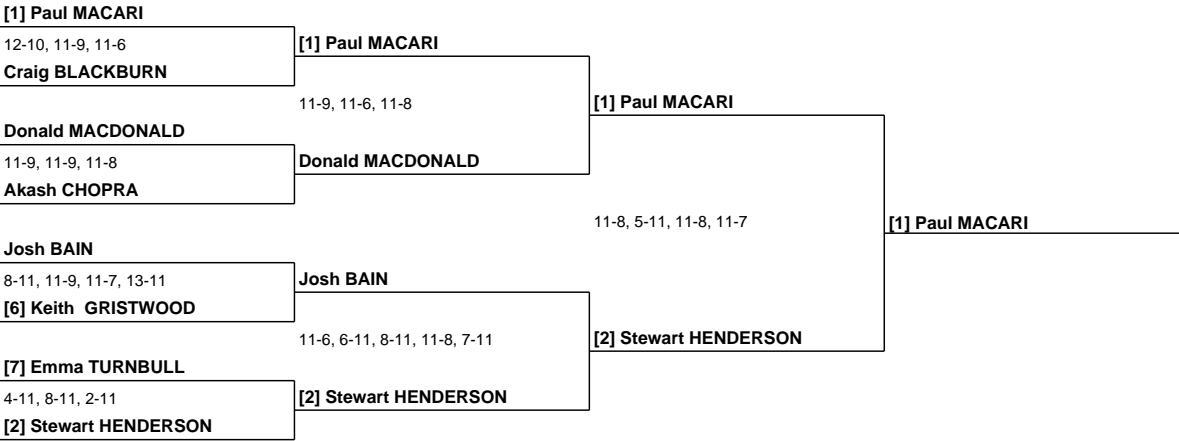 [1] Paul MACARI
12-10, 11-9, 11-6
Craig BLACKBURN
Donald MACDONALD
11-9, 11-9, 11-8
Akash CHOPRA
Josh BAIN
8-11, 11-9, 11-7, 13-11
[6] Keith  GRISTWOOD
[7] Emma TURNBULL
4-11, 8-11, 2-11
[2] Stewart HENDERSON
[1] Paul MACARI
11-9, 11-6, 11-8
Donald MACDONALD
Josh BAIN
11-6, 6-11, 8-11, 11-8, 7-11
[2] Stewart HENDERSON
[1] Paul MACARI
11-8, 5-11, 11-8, 11-7
[2] Stewart HENDERSON
[1] Paul MACARI